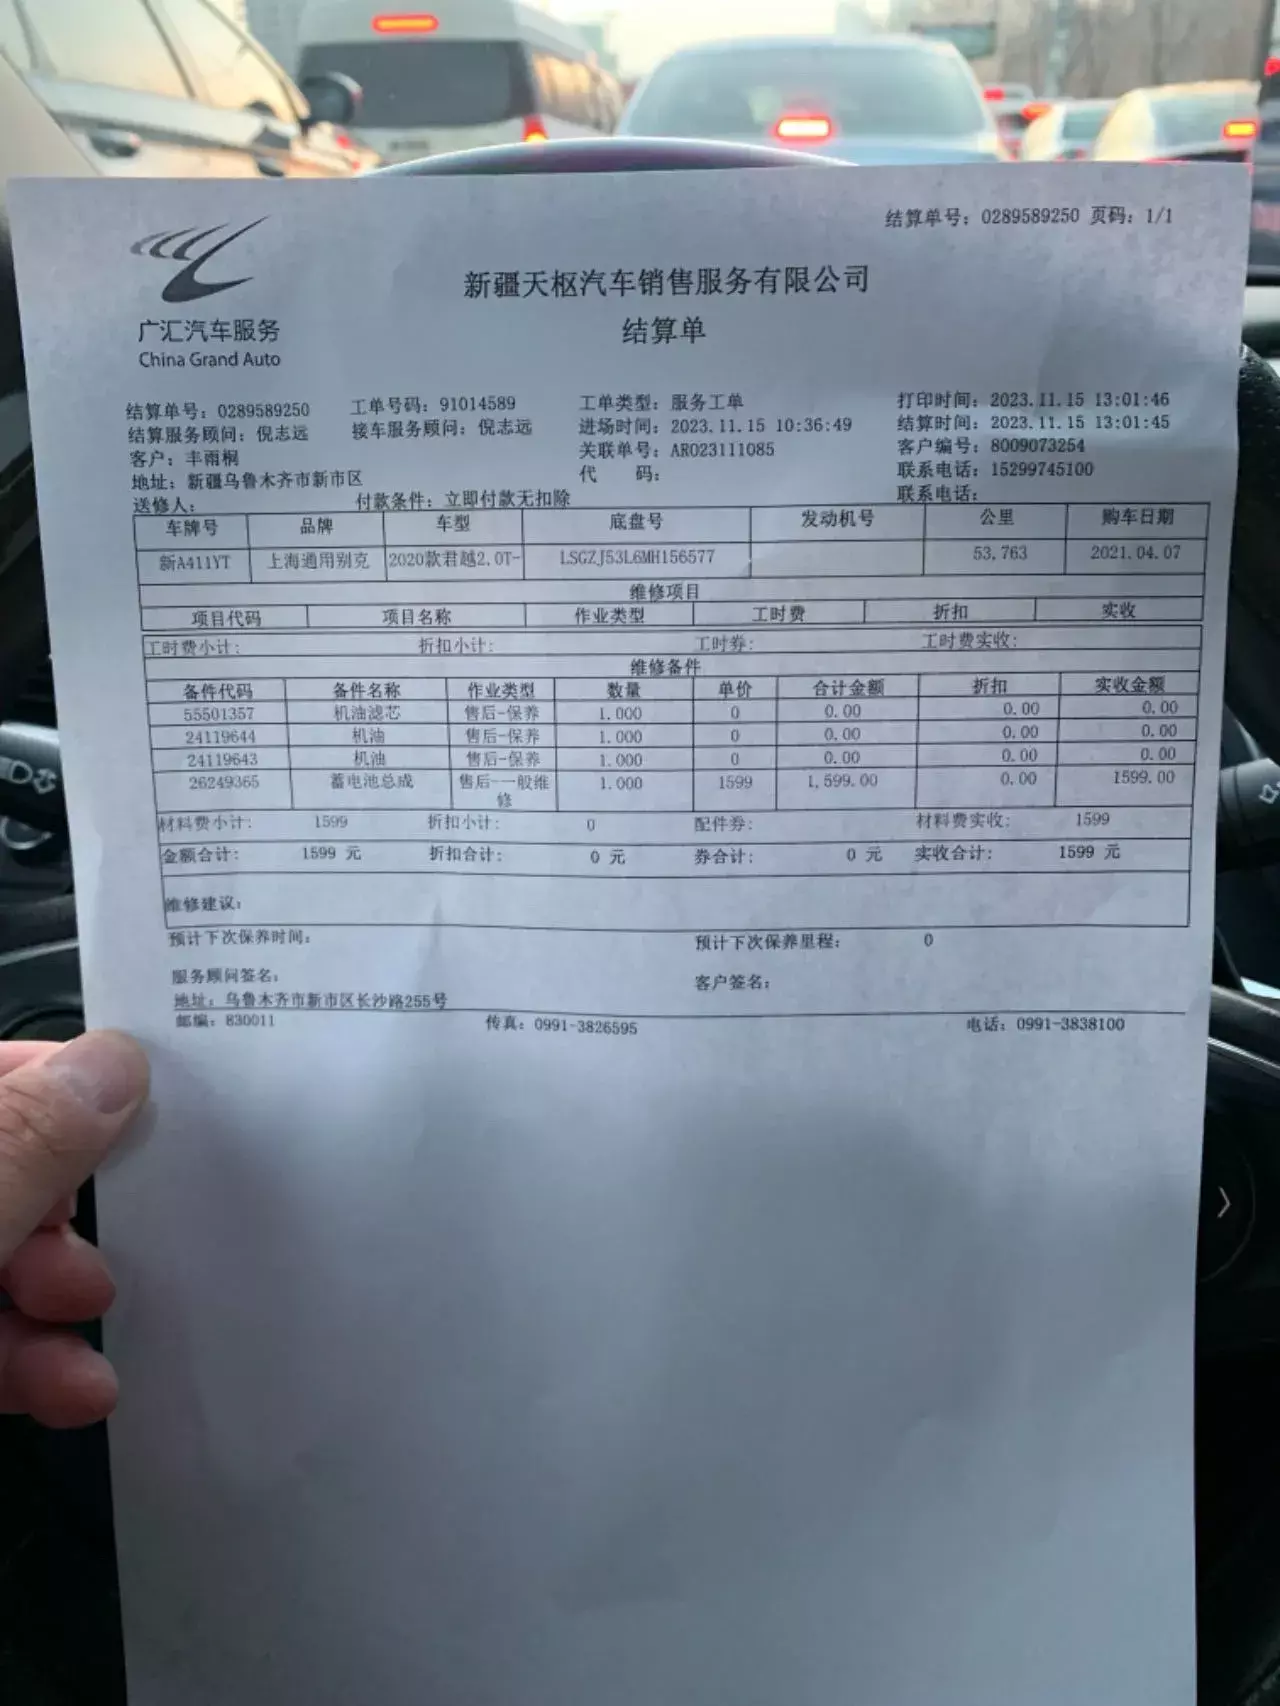 结算单号：0289589250 页码：1/1
广汇汽车服务
China Grand Auto
新疆天枢汽车销售服务有限公司
结算单
结算单号：0289589250 工单号码：91014589 工单类型：服务工单 打印时间：2023.11.15 13:01:46
结算服务顾问：倪志远 接车服务顾问：倪志远 进场时间：2023.11.15 10:36:49 结算时间：2023.11.15 13:01:45
客户：丰雨桐 关联单号：AR023111085 客户编号：8009073254
地址：新疆乌鲁木齐市新市区 代 码： 联系电话：15299745100
送修人： 付款条件：立即付款无扣除 联系电话：
车牌号 品牌 车型 底盘号 发动机号 公里 购车日期
新A411YT 上海通用别克 2020款君越2.0T- LSGZJ53L6MH156577 53,763 2021.04.07
维修项目
项目代码 项目名称 作业类型 工时费 折扣 实收
工时费小计： 折扣小计： 工时券： 工时费实收：
维修备件
备件代码 备件名称 作业类型 数量 单价 合计金额 折扣 实收金额
55501357 机油滤芯 售后-保养 1.000 0 0.00 0.00 0.00
24119644 机油 售后-保养 1.000 0 0.00 0.00 0.00
24119643 机油 售后-保养 1.000 0 0.00 0.00 0.00
26249365 蓄电池总成 售后-一般维修 1.000 1599 1,599.00 0.00 1599.00
材料费小计： 1599 折扣小计： 0 配件券： 材料费实收： 1599
金额合计： 1599 元 折扣合计： 0 元 券合计： 0 元 实收合计： 1599 元
维修建议：
预计下次保养时间： 预计下次保养里程： 0
服务顾问签名： 客户签名：
地址：乌鲁木齐市新市区长沙路255号
邮编：830011 传真：0991-3826595 电话：0991-3838100